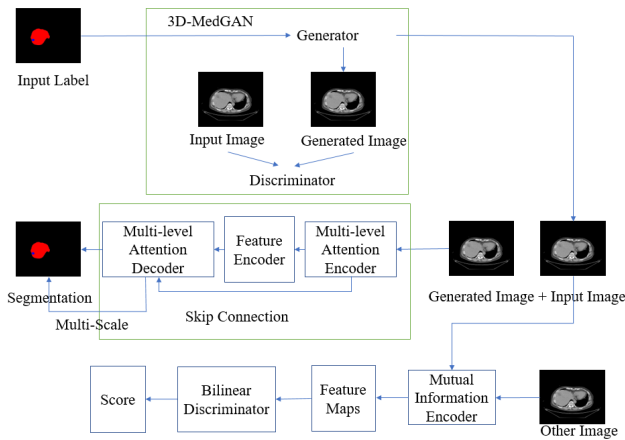 3D-MedGAN
Input Label
Generator
Input Image
Generated Image
Discriminator
Multi-level
Attention
Decoder
Feature
Encoder
Multi-level
Attention
Encoder
Segmentation
Multi-Scale
Skip Connection
Generated Image + Input Image
Score
Bilinear
Discriminator
Feature
Maps
Mutual
Information
Encoder
Other Image